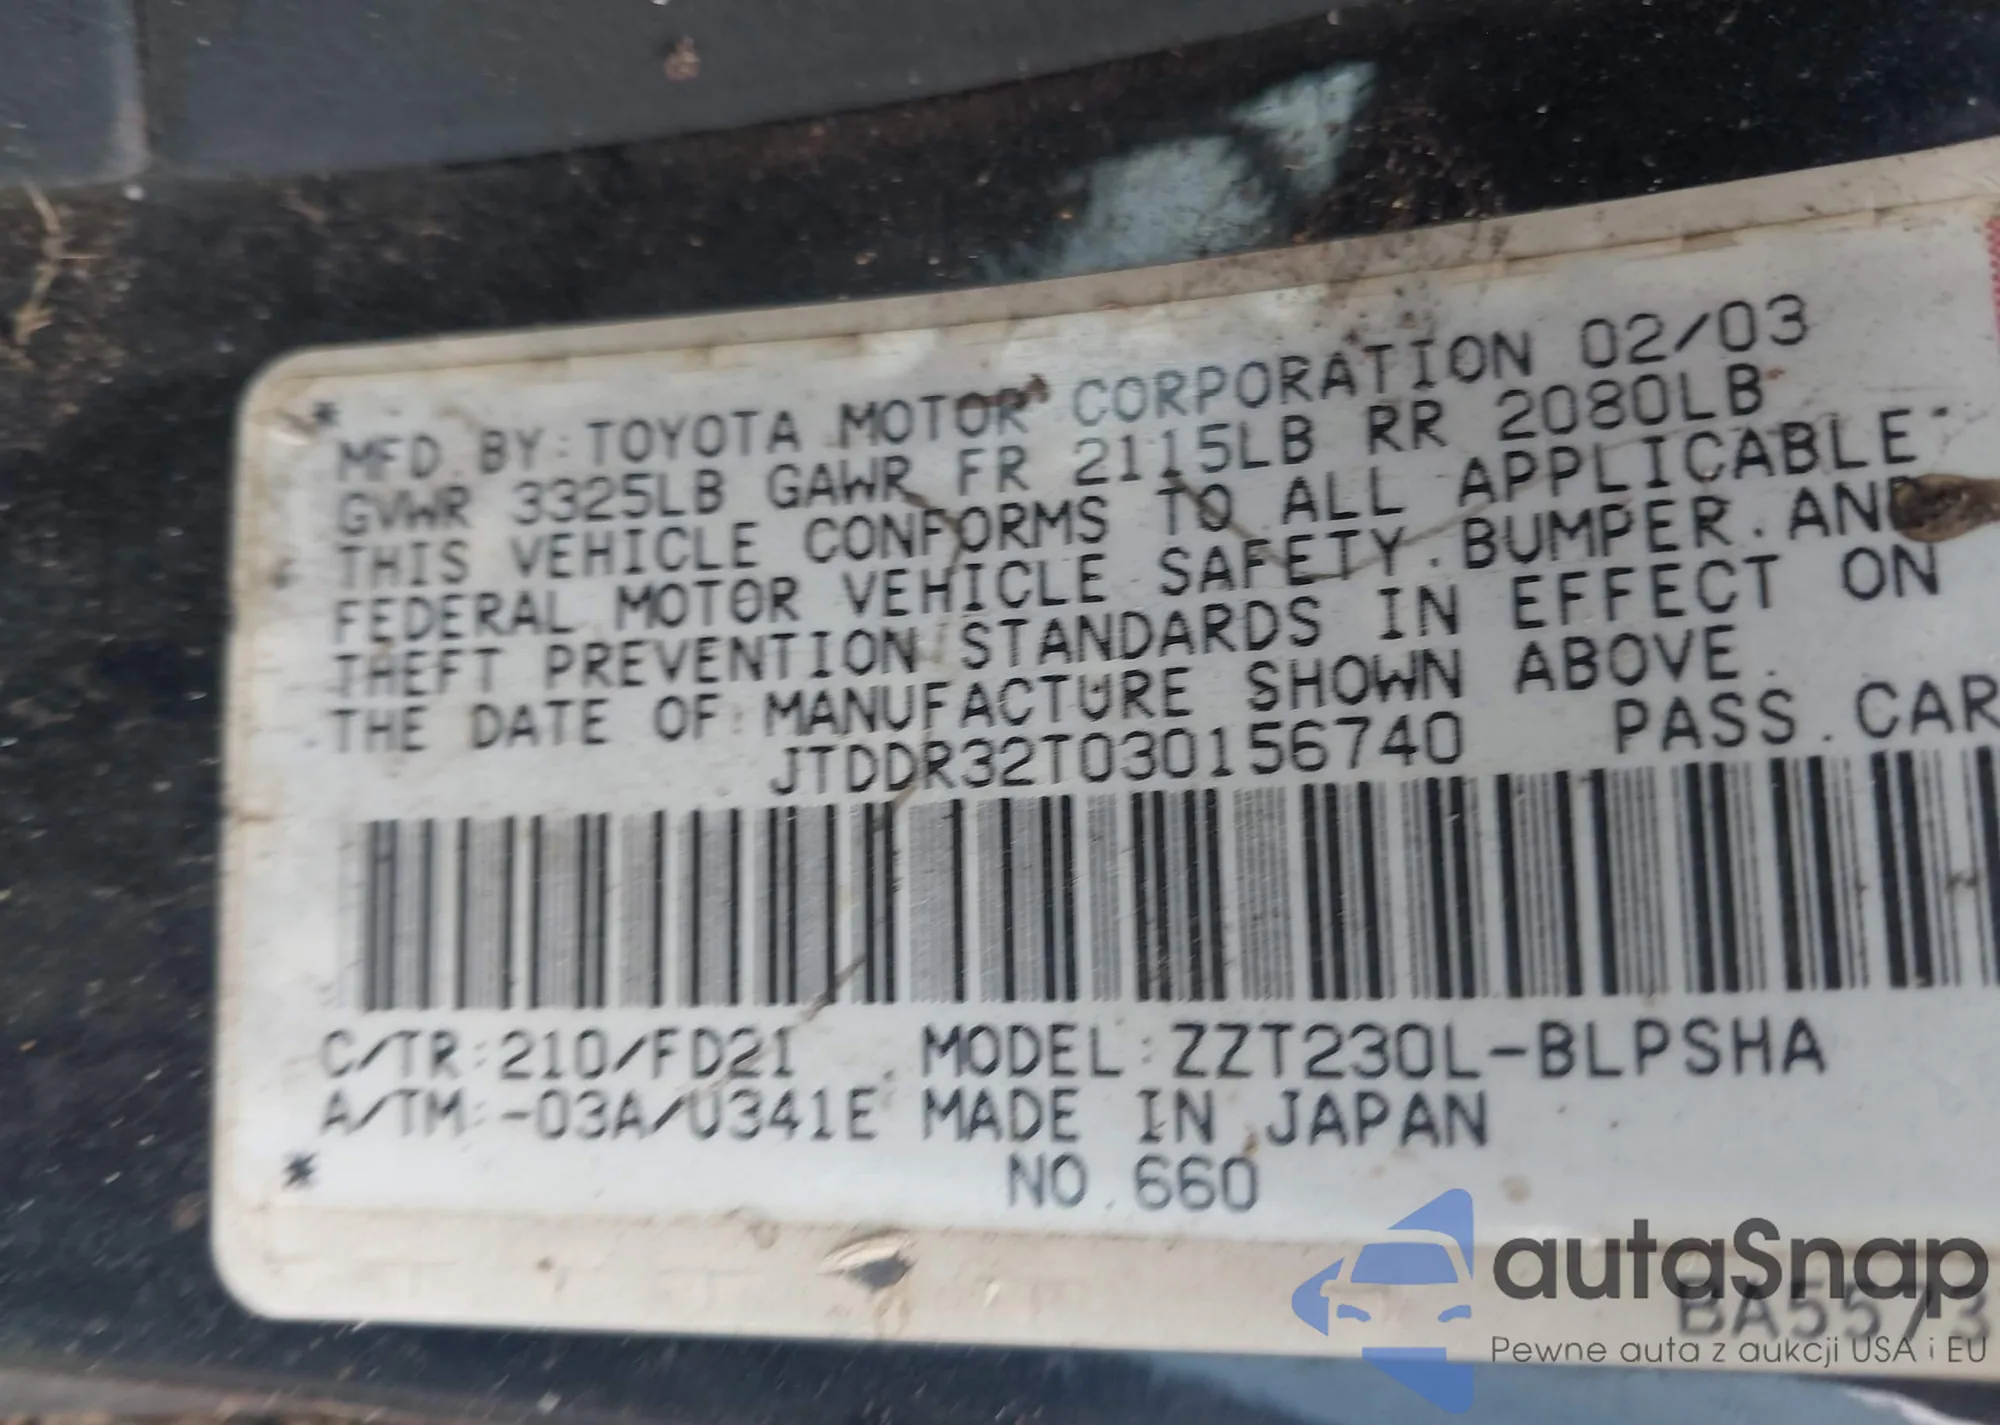 *
MFD. BY: TOYOTA MOTOR CORPORATION 02/03
GVWR 3325LB GAWR FR 2115LB RR 2080LB
THIS VEHICLE CONFORMS TO ALL APPLICABLE
FEDERAL MOTOR VEHICLE SAFETY. BUMPER. AND
THEFT PREVENTION STANDARDS IN EFFECT ON
THE DATE OF MANUFACTURE SHOWN ABOVE.
JTDDR32T030156740 PASS. CAR
C/TR:210/FD21 MODEL:ZZT230L-BLPSHA
A/TM:-03A/U341E MADE IN JAPAN
* NO.660
autaSnap
BA5573
Pewne auta z aukcji USA i EU